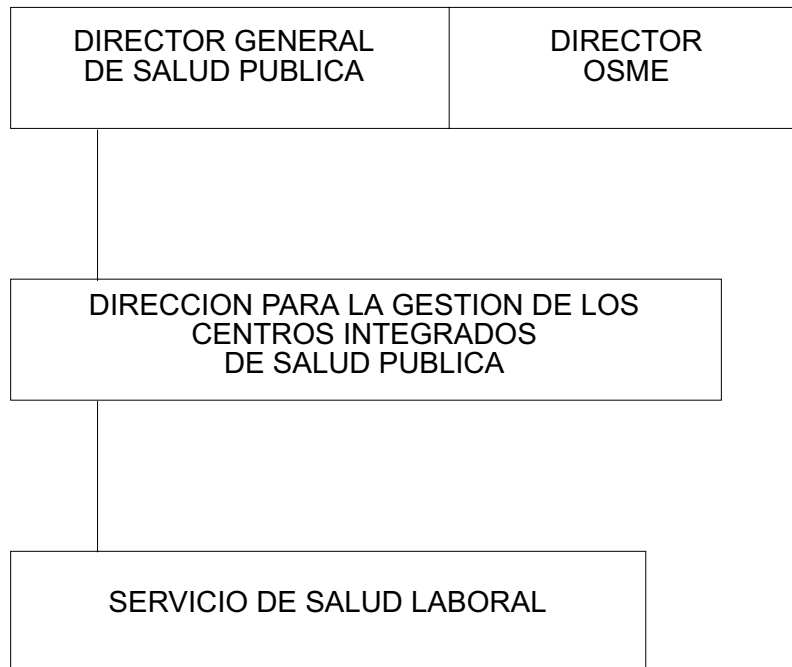 DIRECTOR GENERAL
DE SALUD PUBLICA
DIRECTOR
OSME
DIRECCION PARA LA GESTION DE LOS
CENTROS INTEGRADOS
DE SALUD PUBLICA
SERVICIO DE SALUD LABORAL